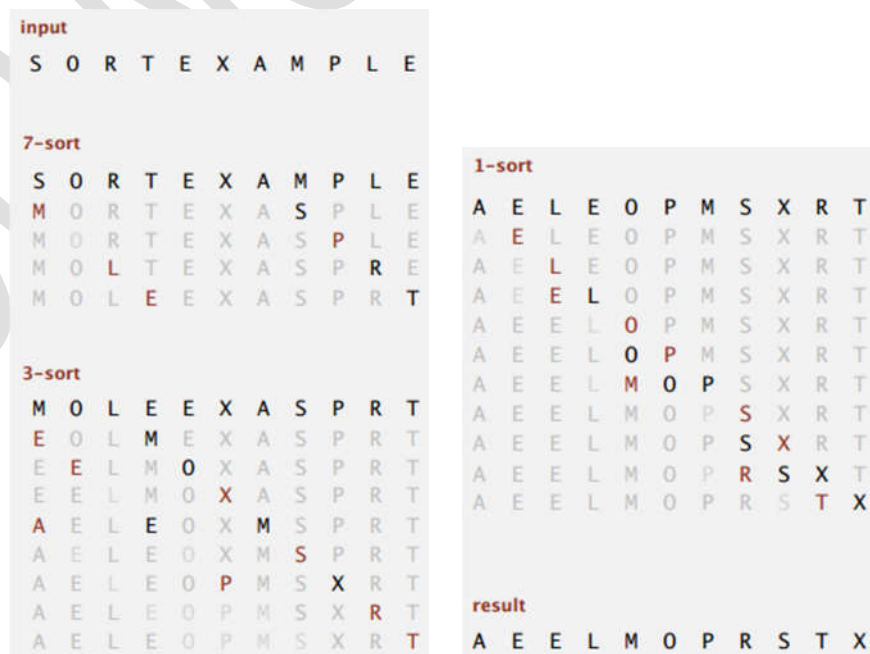 input
S O R T E X A M P L E
7-sort
S O R T E X A M P L E
M O R T E X A S P L E
M O R T E X A S P L E
M O L T E X A S P R E
M O L E E X A S P R T
3-sort
M O L E E X A S P R T
E O L M E X A S P R T
E E L M O X A S P R T
E E L M O X A S P R T
A E L E O X M S P R T
A E L E O X M S P R T
A E L E O P M S X R T
A E L E O P M S X R T
A E L E O P M S X R T
1-sort
A E L E O P M S X R T
A E L E O P M S X R T
A E L E O P M S X R T
A E E L O P M S X R T
A E E L O P M S X R T
A E E L O P M S X R T
A E E L M O P S X R T
A E E L M O P S X R T
A E E L M O P S X R T
A E E L M O P R S X T
A E E L M O P R S T X
result
A E E L M O P R S T X